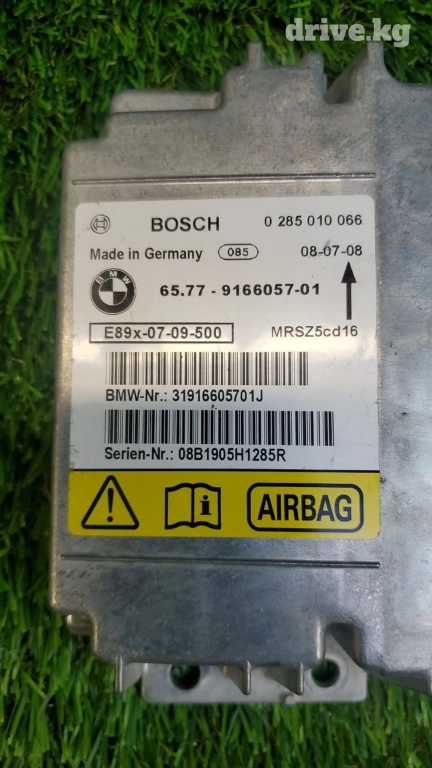 drive.kg
BOSCH 0 285 010 066
Made in Germany 085 08-07-08
BMW 65.77 - 9166057-01
E89x-07-09-500 MRSZ5cd16
BMW-Nr.: 31916605701J
Serien-Nr.: 08B1905H1285R
AIRBAG